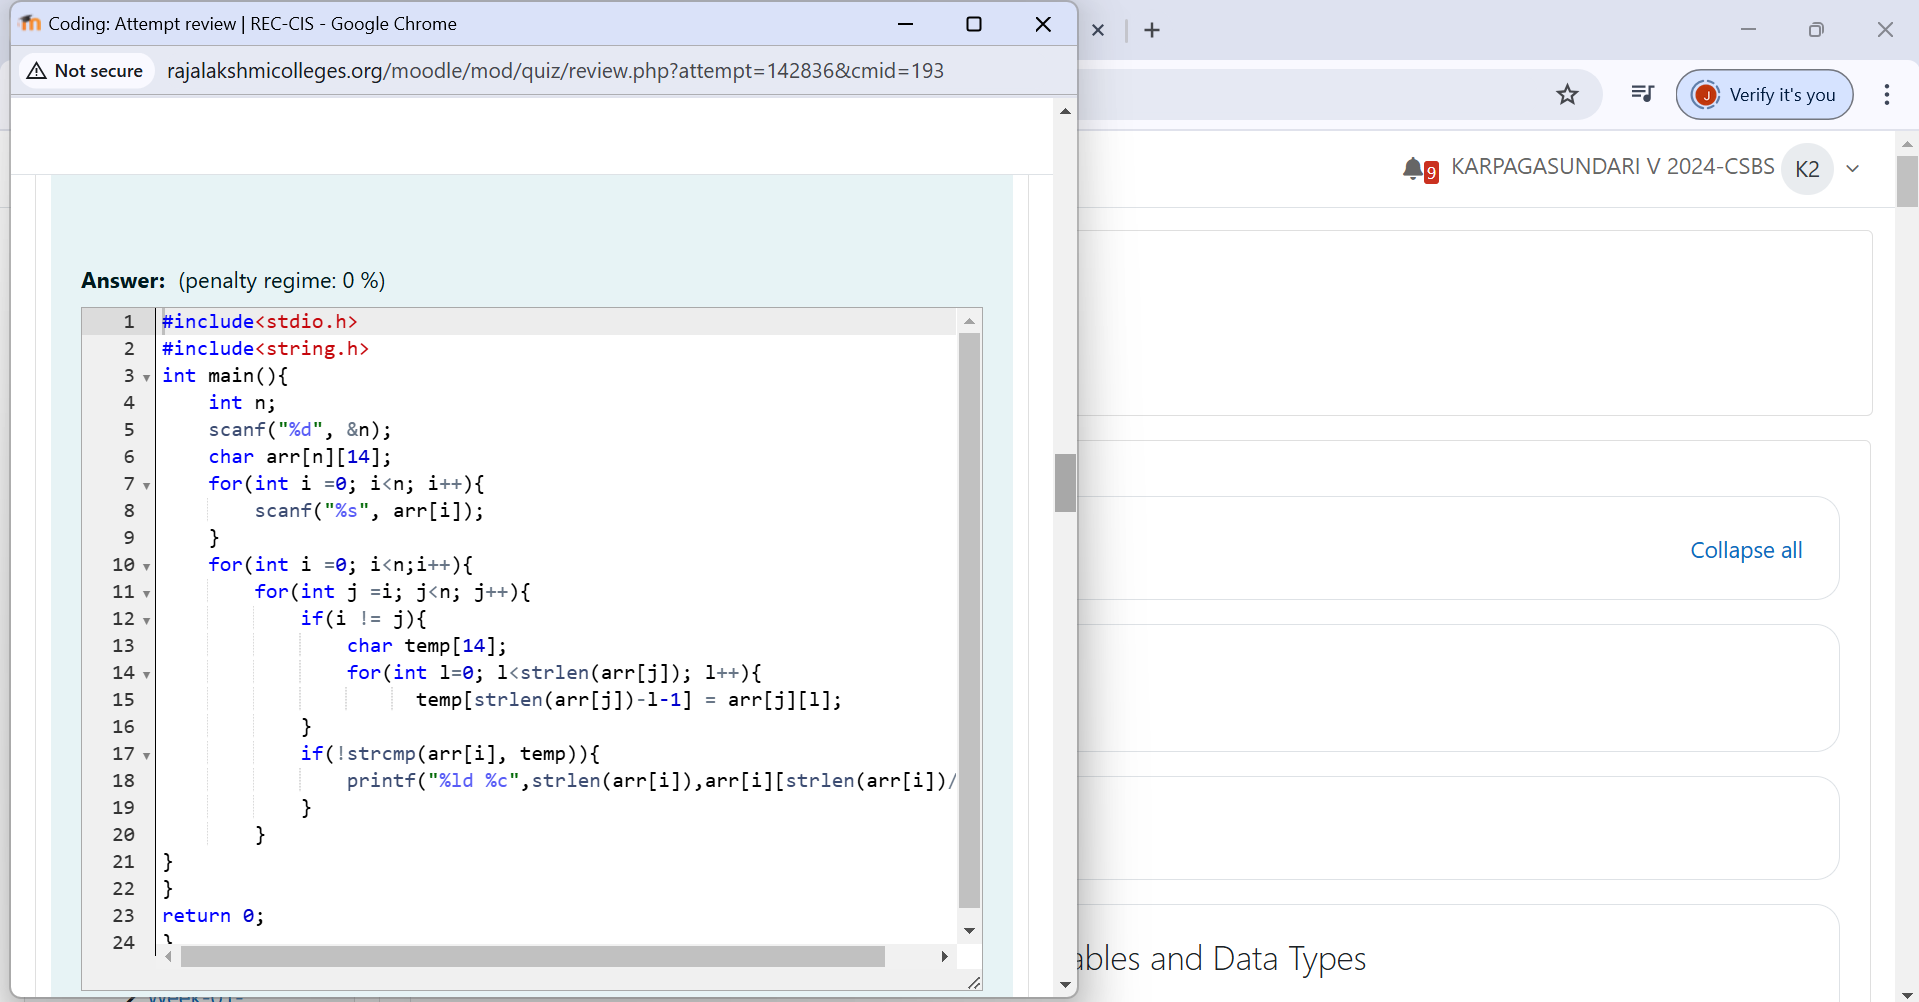 Coding: Attempt review | REC-CIS - Google Chrome
Not secure rajalakshmicolleges.org/moodle/mod/quiz/review.php?attempt=142836&cmid=193
Verify it's you
9 KARPAGASUNDARI V 2024-CSBS K2
Answer: (penalty regime: 0 %)
1 #include<stdio.h>
2 #include<string.h>
3 int main(){
4 int n;
5 scanf("%d", &n);
6 char arr[n][14];
7 for(int i =0; i<n; i++){
8 scanf("%s", arr[i]);
9 }
10 for(int i =0; i<n;i++){
11 for(int j =i; j<n; j++){
12 if(i != j){
13 char temp[14];
14 for(int l=0; l<strlen(arr[j]); l++){
15 temp[strlen(arr[j])-l-1] = arr[j][l];
16 }
17 if(!strcmp(arr[i], temp)){
18 printf("%ld %c",strlen(arr[i]),arr[i][strlen(arr[i])/
19 }
20 }
21 }
22 }
23 return 0;
24 }
Collapse all
ables and Data Types